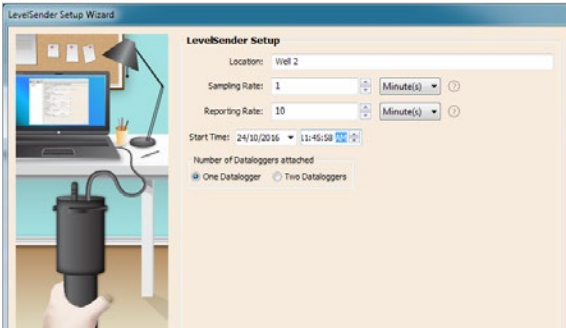 LevelSender Setup Wizard
LevelSender Setup
Location: Well 2
Sampling Rate: 1 Minute(s) ?
Reporting Rate: 10 Minute(s) ?
Start Time: 24/10/2016 11:45:58 AM
Number of Dataloggers attached
One Datalogger Two Dataloggers